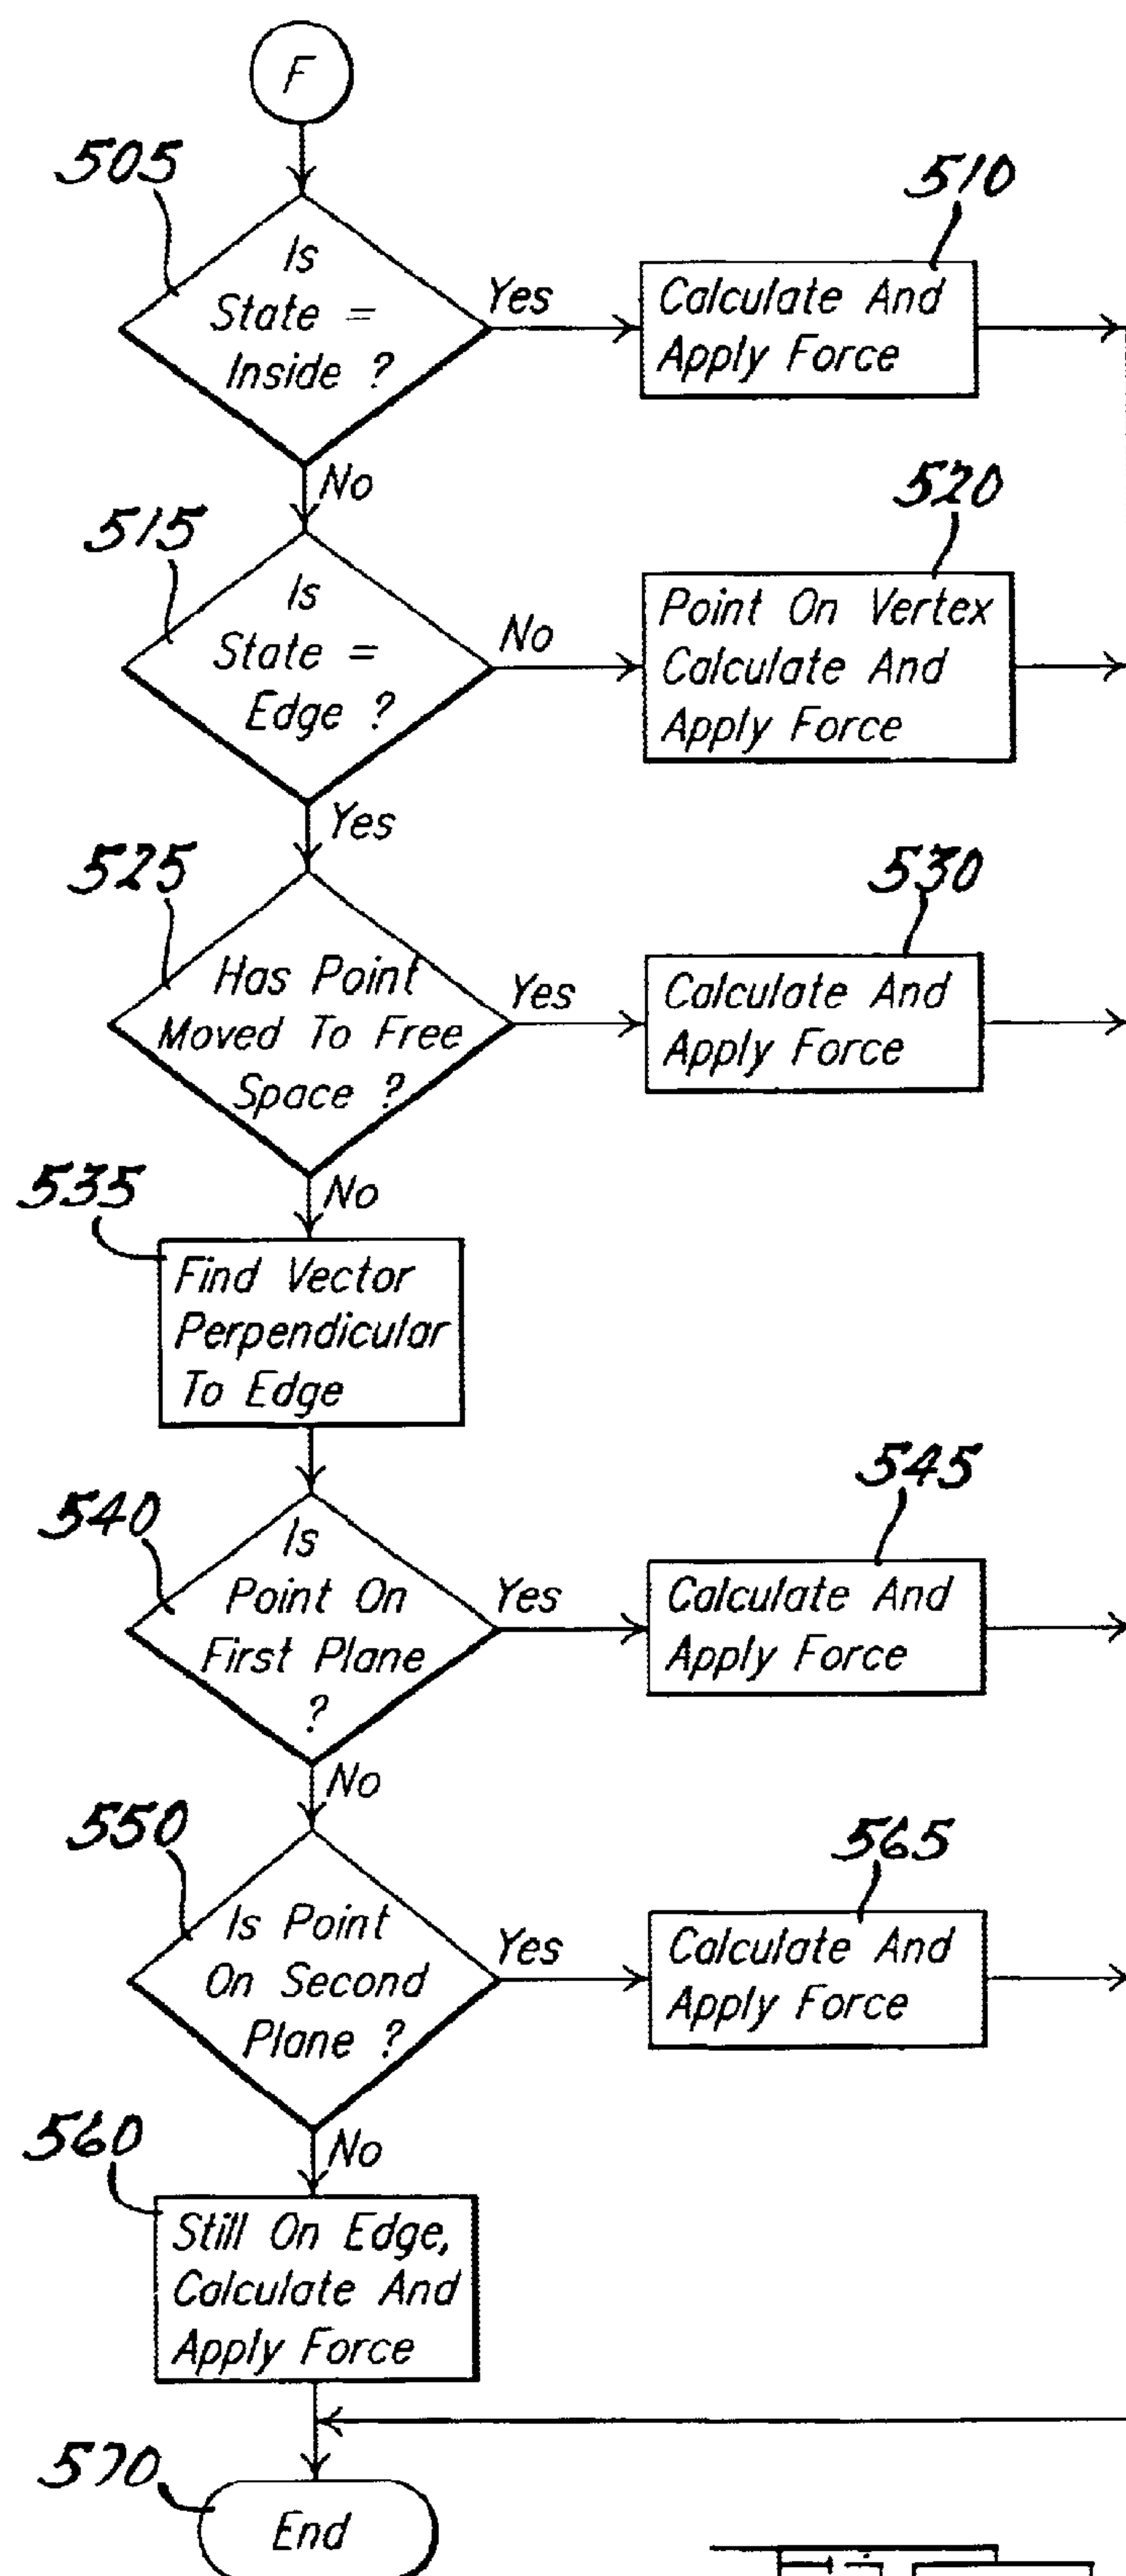 F
505
510
Is
State =
Inside ?
Yes
Calculate And
Apply Force
No
515
520
Is
State =
Edge ?
No
Point On Vertex
Calculate And
Apply Force
Yes
525
530
Has Point
Moved To Free
Space ?
Yes
Calculate And
Apply Force
No
535
Find Vector
Perpendicular
To Edge
540
545
Is
Point On
First Plane
?
Yes
Calculate And
Apply Force
No
550
565
Is Point
On Second
Plane ?
Yes
Calculate And
Apply Force
No
560
Still On Edge,
Calculate And
Apply Force
570
End